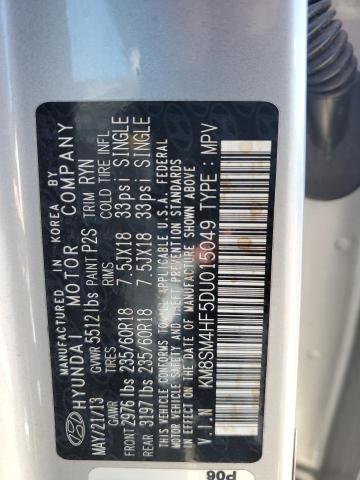 MANUFACTURED IN KOREA BY
HYUNDAI MOTOR COMPANY
MAY/21/13 GVWR 5512 lbs PAINT P2S TRIM RYN
GAWR TIRES RIMS COLD TIRE INFL
FRONT 2976 lbs 235/60R18 7.5JX18 33psi SINGLE
REAR 3197 lbs 235/60R18 7.5JX18 33psi SINGLE
THIS VEHICLE CONFORMS TO ALL APPLICABLE U.S.A. FEDERAL
MOTOR VEHICLE SAFETY, BUMPER, AND THEFT PREVENTION STANDARDS
IN EFFECT ON THE DATE OF MANUFACTURE SHOWN ABOVE.
V.I.N : KM8SM4HF5DU015049 TYPE : MPV
P06